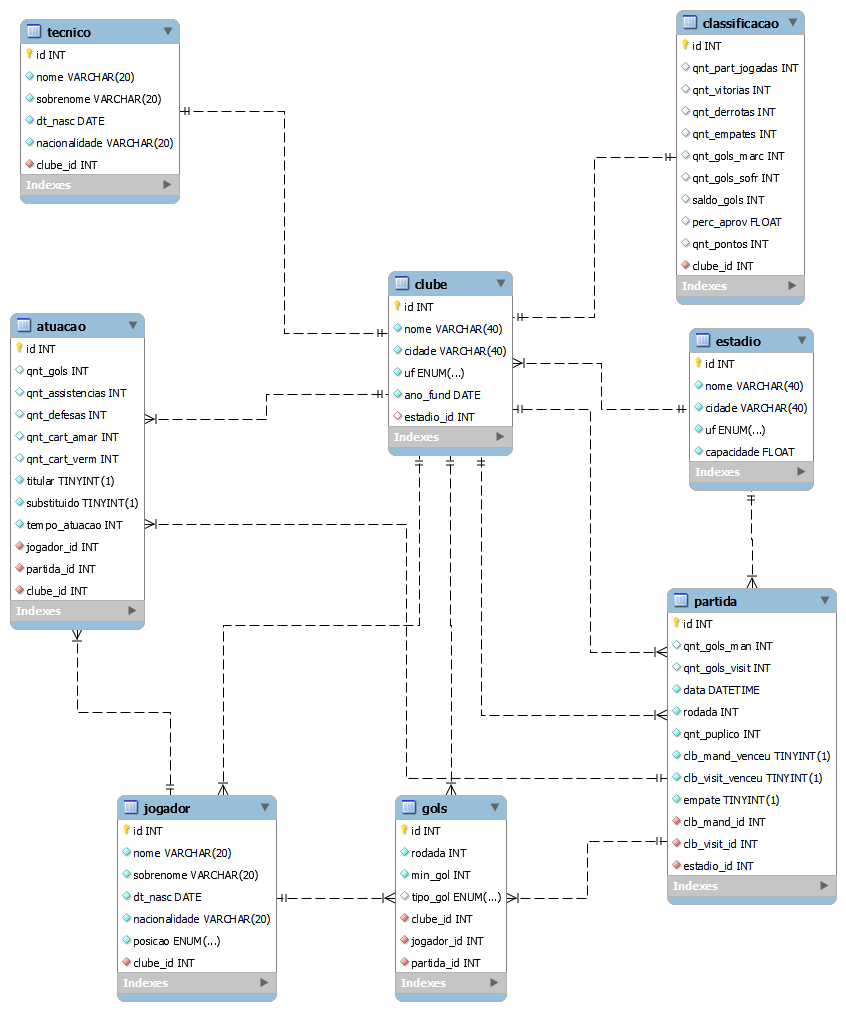 tecnico
id INT
nome VARCHAR(20)
sobrenome VARCHAR(20)
dt_nasc DATE
nacionalidade VARCHAR(20)
clube_id INT
Indexes
classificacao
id INT
qnt_part_jogadas INT
qnt_vitorias INT
qnt_derrotas INT
qnt_empates INT
qnt_gols_marc INT
qnt_gols_sofr INT
saldo_gols INT
perc_aprov FLOAT
qnt_pontos INT
clube_id INT
Indexes
clube
id INT
nome VARCHAR(40)
cidade VARCHAR(40)
uf ENUM(...)
ano_fund DATE
estadio_id INT
Indexes
atuacao
id INT
qnt_gols INT
qnt_assistencias INT
qnt_defesas INT
qnt_cart_amar INT
qnt_cart_verm INT
titular TINYINT(1)
substituido TINYINT(1)
tempo_atuacao INT
jogador_id INT
partida_id INT
clube_id INT
Indexes
estadio
id INT
nome VARCHAR(40)
cidade VARCHAR(40)
uf ENUM(...)
capacidade FLOAT
Indexes
partida
id INT
qnt_gols_man INT
qnt_gols_visit INT
data DATETIME
rodada INT
qnt_puplico INT
clb_mand_venceu TINYINT(1)
clb_visit_venceu TINYINT(1)
empate TINYINT(1)
clb_mand_id INT
clb_visit_id INT
estadio_id INT
Indexes
jogador
id INT
nome VARCHAR(20)
sobrenome VARCHAR(20)
dt_nasc DATE
nacionalidade VARCHAR(20)
posicao ENUM(...)
clube_id INT
Indexes
gols
id INT
rodada INT
min_gol INT
tipo_gol ENUM(...)
clube_id INT
jogador_id INT
partida_id INT
Indexes